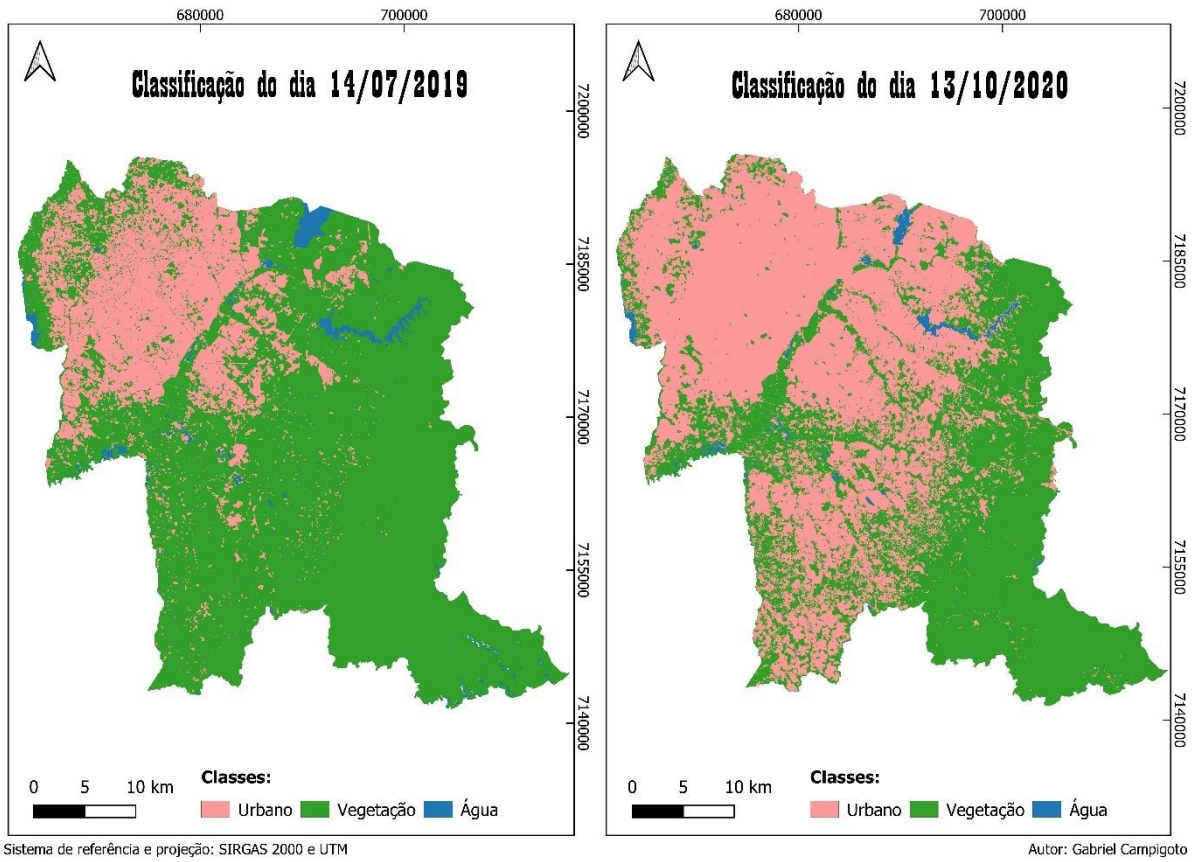 680000 700000
Classificação do dia 14/07/2019
7200000
7185000
7170000
7155000
7140000
0 5 10 km
Classes:
Urbano Vegetação Água
680000 700000
Classificação do dia 13/10/2020
7200000
7185000
7170000
7155000
7140000
0 5 10 km
Classes:
Urbano Vegetação Água
Sistema de referência e projeção: SIRGAS 2000 e UTM
Autor: Gabriel Campigoto